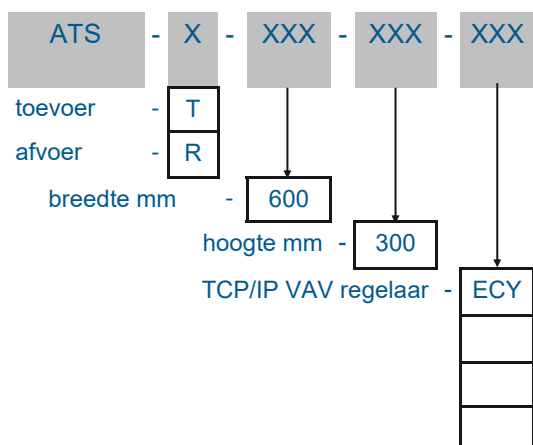 ATS - X - XXX - XXX - XXX
toevoer - T
afvoer - R
breedte mm - 600
hoogte mm - 300
TCP/IP VAV regelaar - ECY